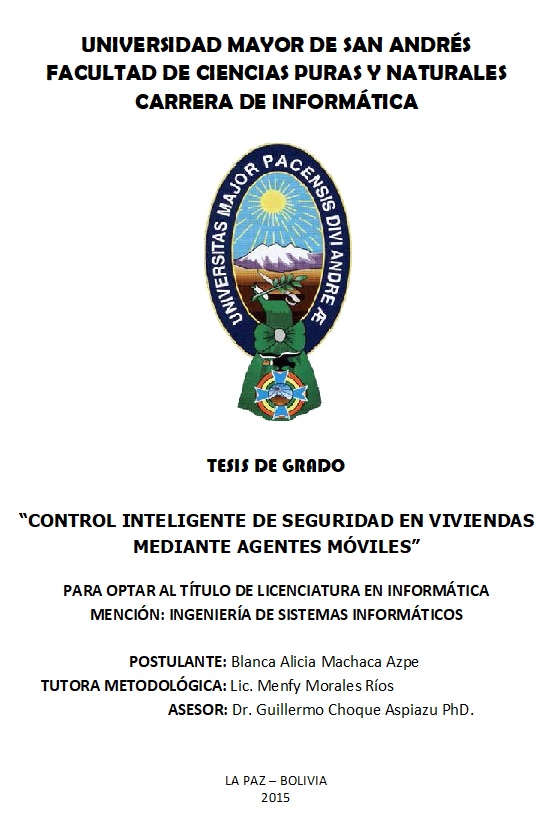 UNIVERSIDAD MAYOR DE SAN ANDRÉS
FACULTAD DE CIENCIAS PURAS Y NATURALES
CARRERA DE INFORMÁTICA
UNIVERSITAS MAJOR PACENSIS DIVI ANDRE Æ
TESIS DE GRADO
“CONTROL INTELIGENTE DE SEGURIDAD EN VIVIENDAS
MEDIANTE AGENTES MÓVILES”
PARA OPTAR AL TÍTULO DE LICENCIATURA EN INFORMÁTICA
MENCIÓN: INGENIERÍA DE SISTEMAS INFORMÁTICOS
POSTULANTE: Blanca Alicia Machaca Azpe
TUTORA METODOLÓGICA: Lic. Menfy Morales Ríos
ASESOR: Dr. Guillermo Choque Aspiazu PhD.
LA PAZ – BOLIVIA
2015